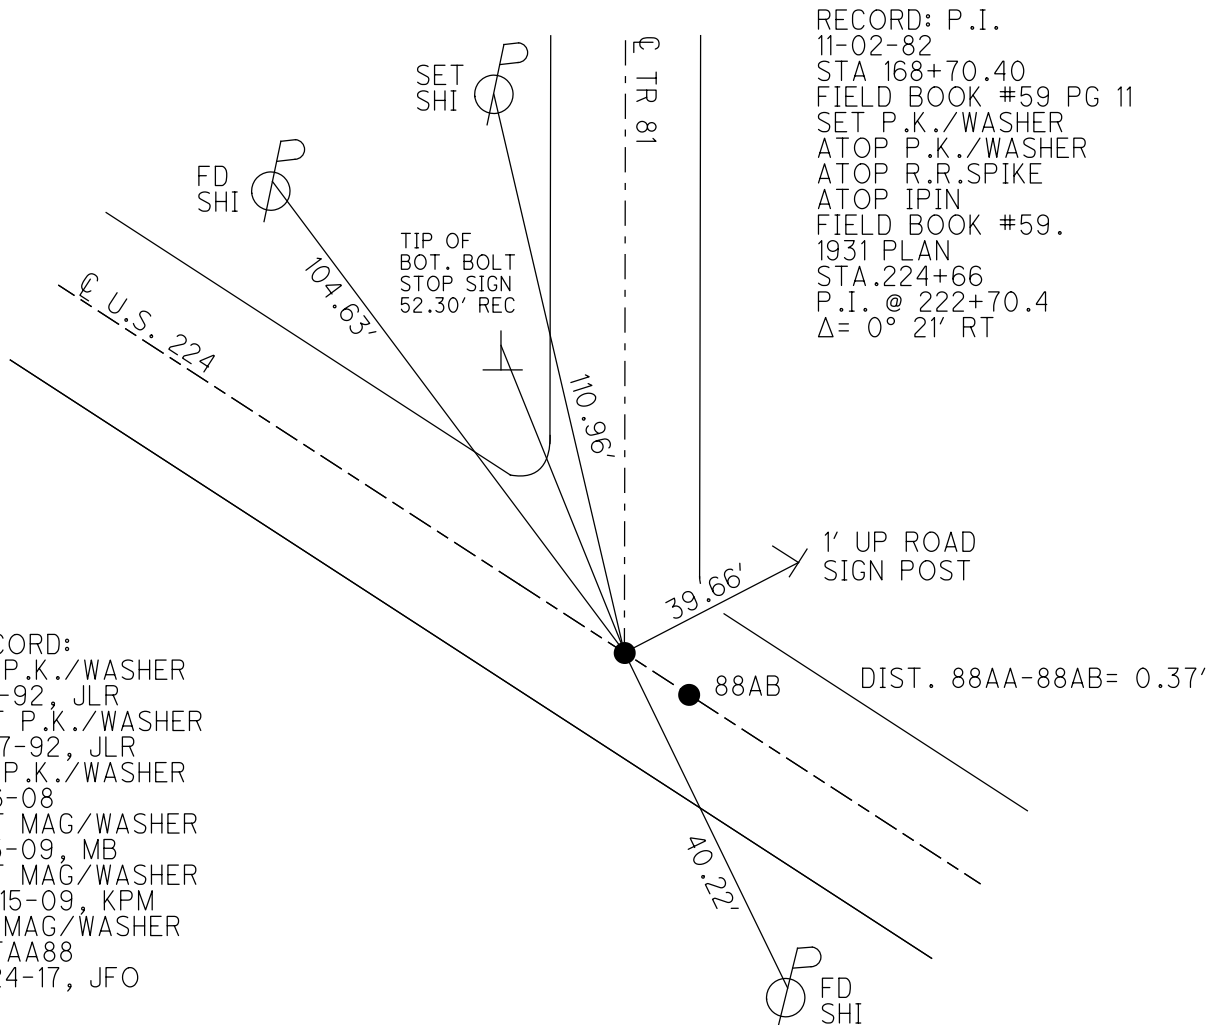 RECORD: P.I.
11-02-82
STA 168+70.40
FIELD BOOK #59 PG 11
SET P.K./WASHER
ATOP P.K./WASHER
ATOP R.R.SPIKE
ATOP IPIN
FIELD BOOK #59.
1931 PLAN
STA.224+66
P.I. @ 222+70.4
Δ= 0° 21' RT
SET
SHI
℄ TR 81
FD
SHI
TIP OF
BOT. BOLT
STOP SIGN
52.30' REC
104.63'
℄ U.S. 224
110.96'
1' UP ROAD
SIGN POST
39.66'
88AB
DIST. 88AA-88AB= 0.37'
CORD:
P.K./WASHER
-92, JLR
T P.K./WASHER
7-92, JLR
P.K./WASHER
6-08
T MAG/WASHER
-09, MB
T MAG/WASHER
15-09, KPM
MAG/WASHER
TAA88
24-17, JFO
40.22'
FD
SHI